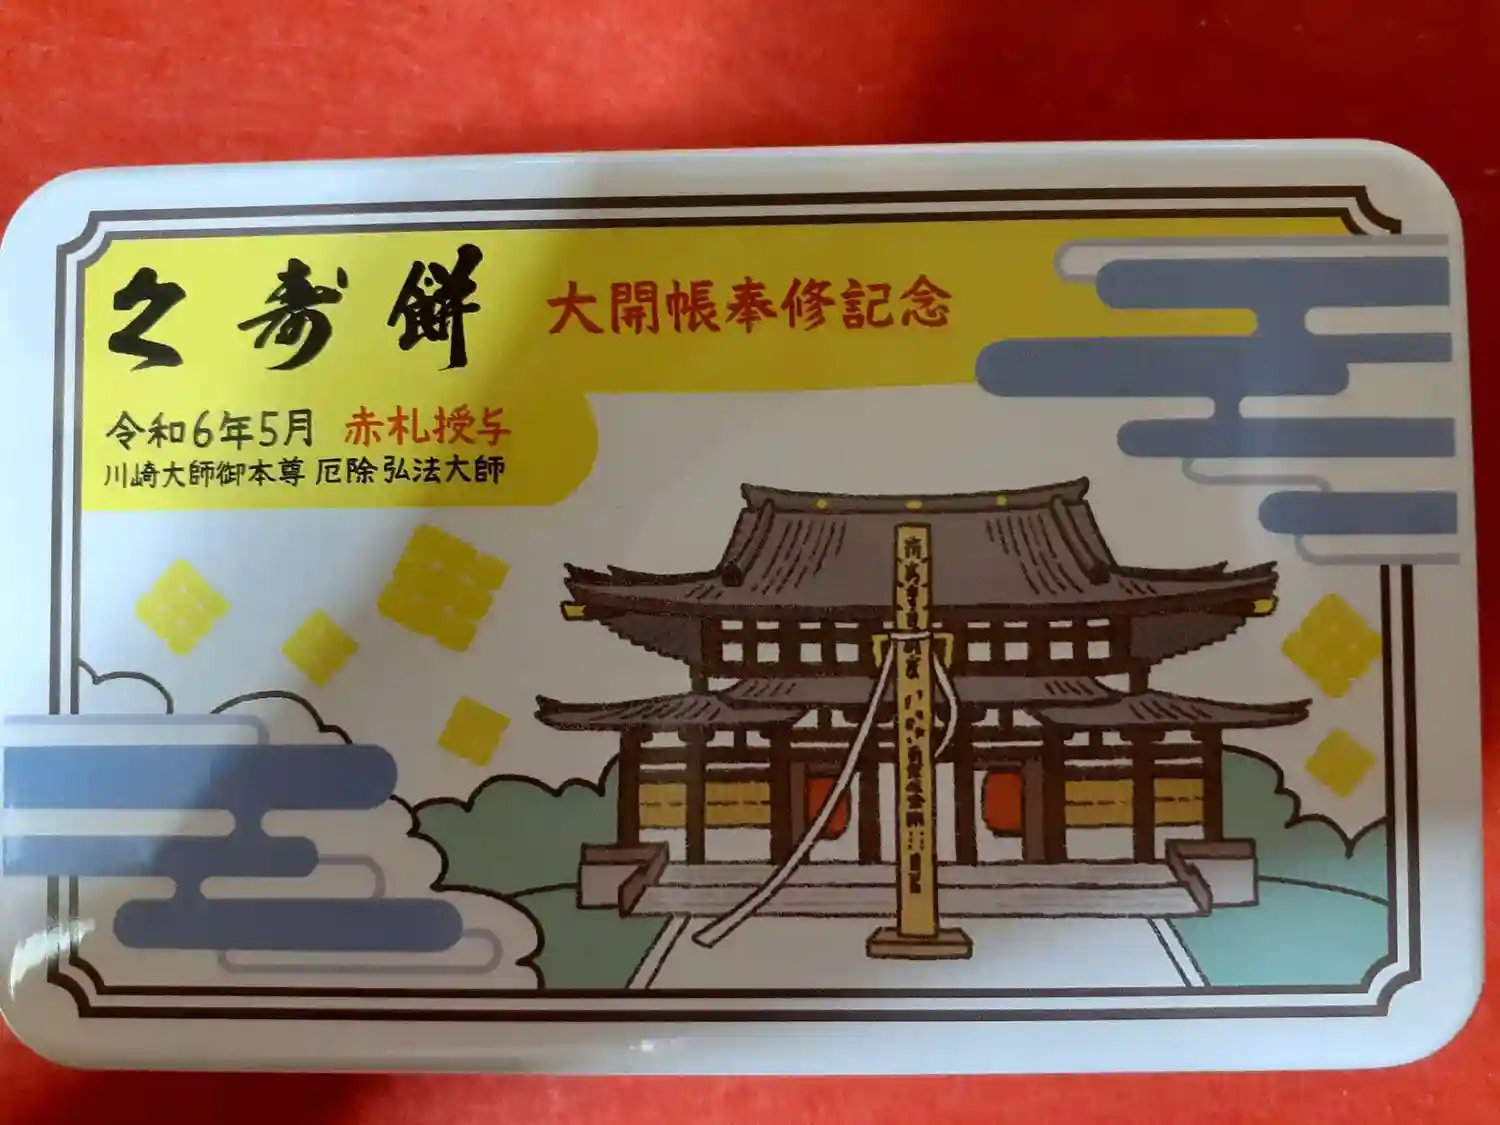 久寿餅 大開帳奉修記念
令和6年5月 赤札授与
川崎大師御本尊 厄除弘法大師